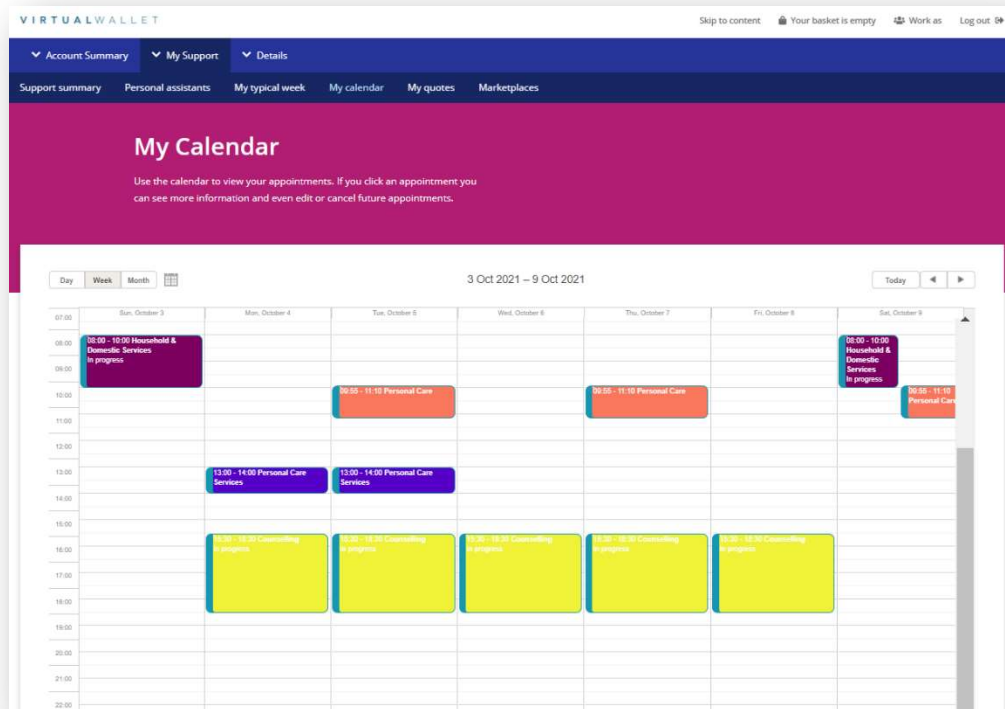 VIRTUALWALLET
Skip to content Your basket is empty Work as Log out
Account Summary My Support Details
Support summary Personal assistants My typical week My calendar My quotes Marketplaces
My Calendar
Use the calendar to view your appointments. If you click an appointment you
can see more information and even edit or cancel future appointments.
Day Week Month 3 Oct 2021 – 9 Oct 2021 Today
Sun, October 3 Mon, October 4 Tue, October 5 Wed, October 6 Thu, October 7 Fri, October 8 Sat, October 9
07:00
08:00
09:00
10:00
11:00
12:00
13:00
14:00
15:00
16:00
17:00
18:00
19:00
20:00
21:00
22:00
08:00 - 10:00 Household &
Domestic Services
In progress
13:00 - 14:00 Personal Care
Services
Counselling
In progress
09:55 - 11:10 Personal Care
13:00 - 14:00 Personal Care
Services
Counselling
In progress
Counselling
In progress
09:55 - 11:10 Personal Care
Counselling
In progress
Counselling
In progress
08:00 - 10:00
Household &
Domestic
Services
In progress
09:55 - 11:10
Personal Care